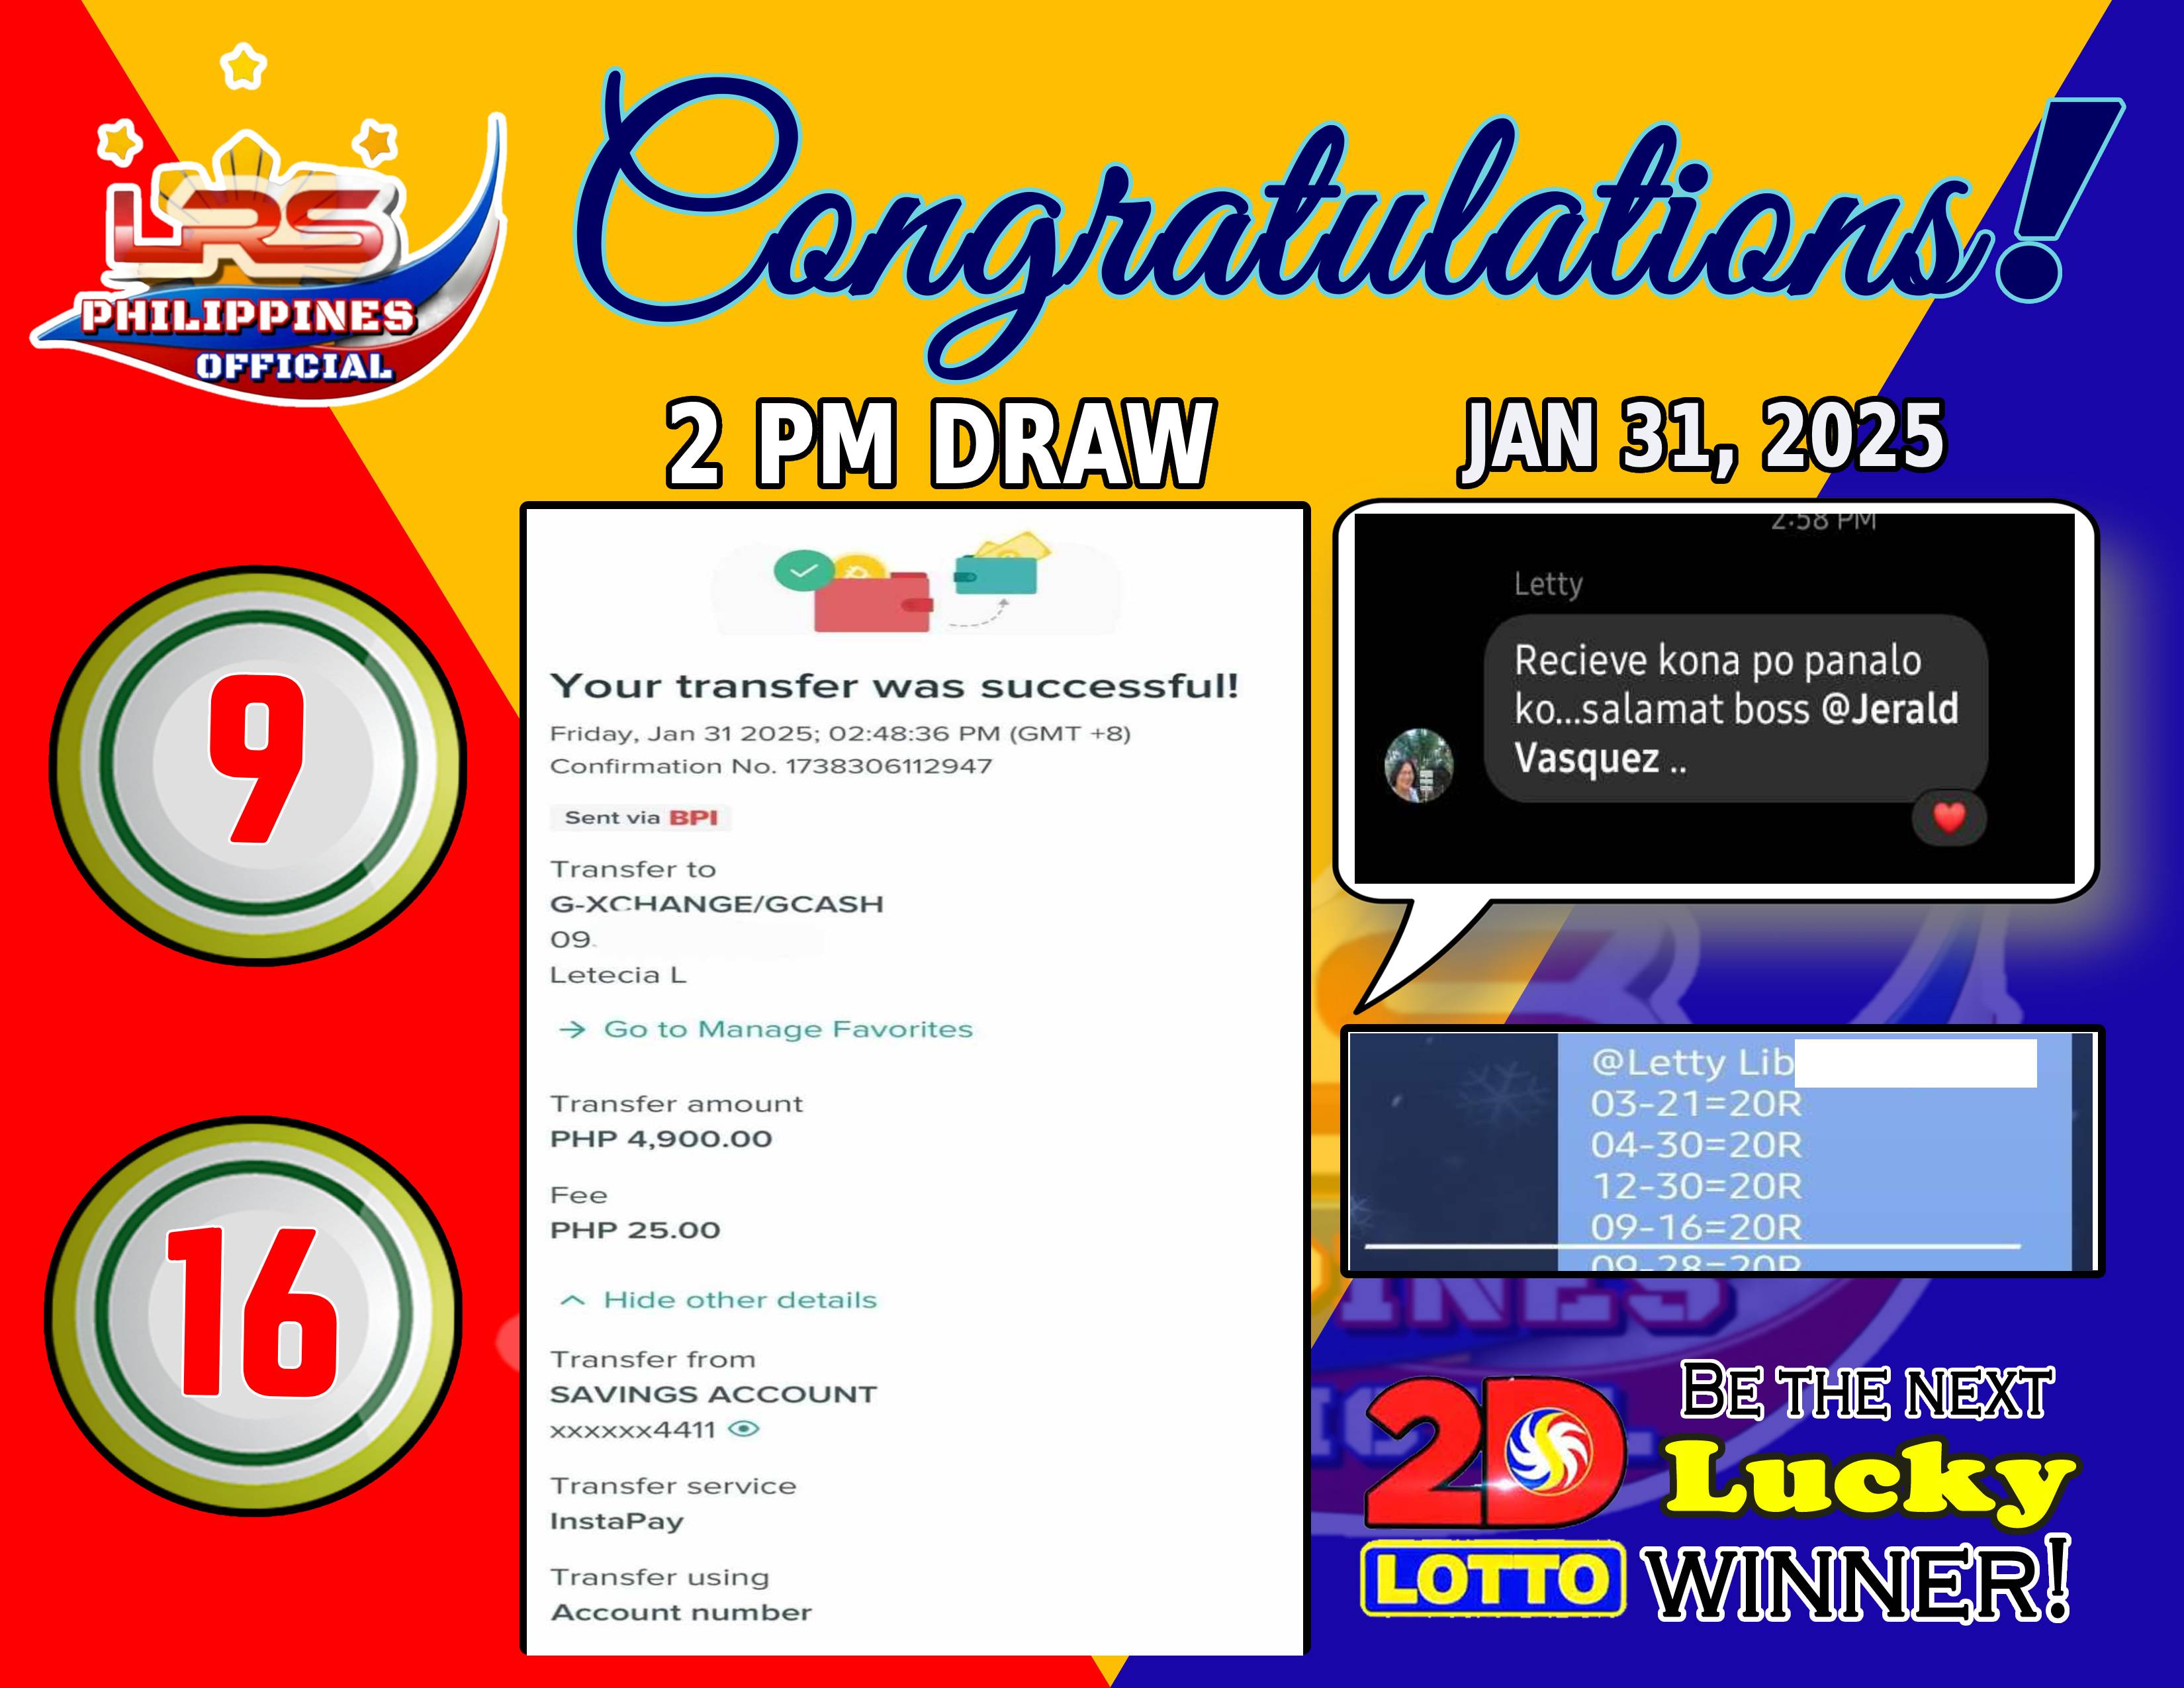 LRS
PHILIPPINES
OFFICIAL
Congratulations!
2 PM DRAW
JAN 31, 2025
9
16
Your transfer was successful!
Friday, Jan 31 2025; 02:48:36 PM (GMT +8)
Confirmation No. 1738306112947
Sent via BPI
Transfer to
G-XCHANGE/GCASH
09
Letecia L
→ Go to Manage Favorites
Transfer amount
PHP 4,900.00
Fee
PHP 25.00
Hide other details
Transfer from
SAVINGS ACCOUNT
xxxxxx4411
Transfer service
InstaPay
Transfer using
Account number
2:58 PM
Letty
Recieve kona po panalo
ko...salamat boss @Jerald
Vasquez ..
@Letty Lib
03-21=20R
04-30=20R
12-30=20R
09-16=20R
09-28=20R
2D
LOTTO
BE THE NEXT
Lucky
WINNER!